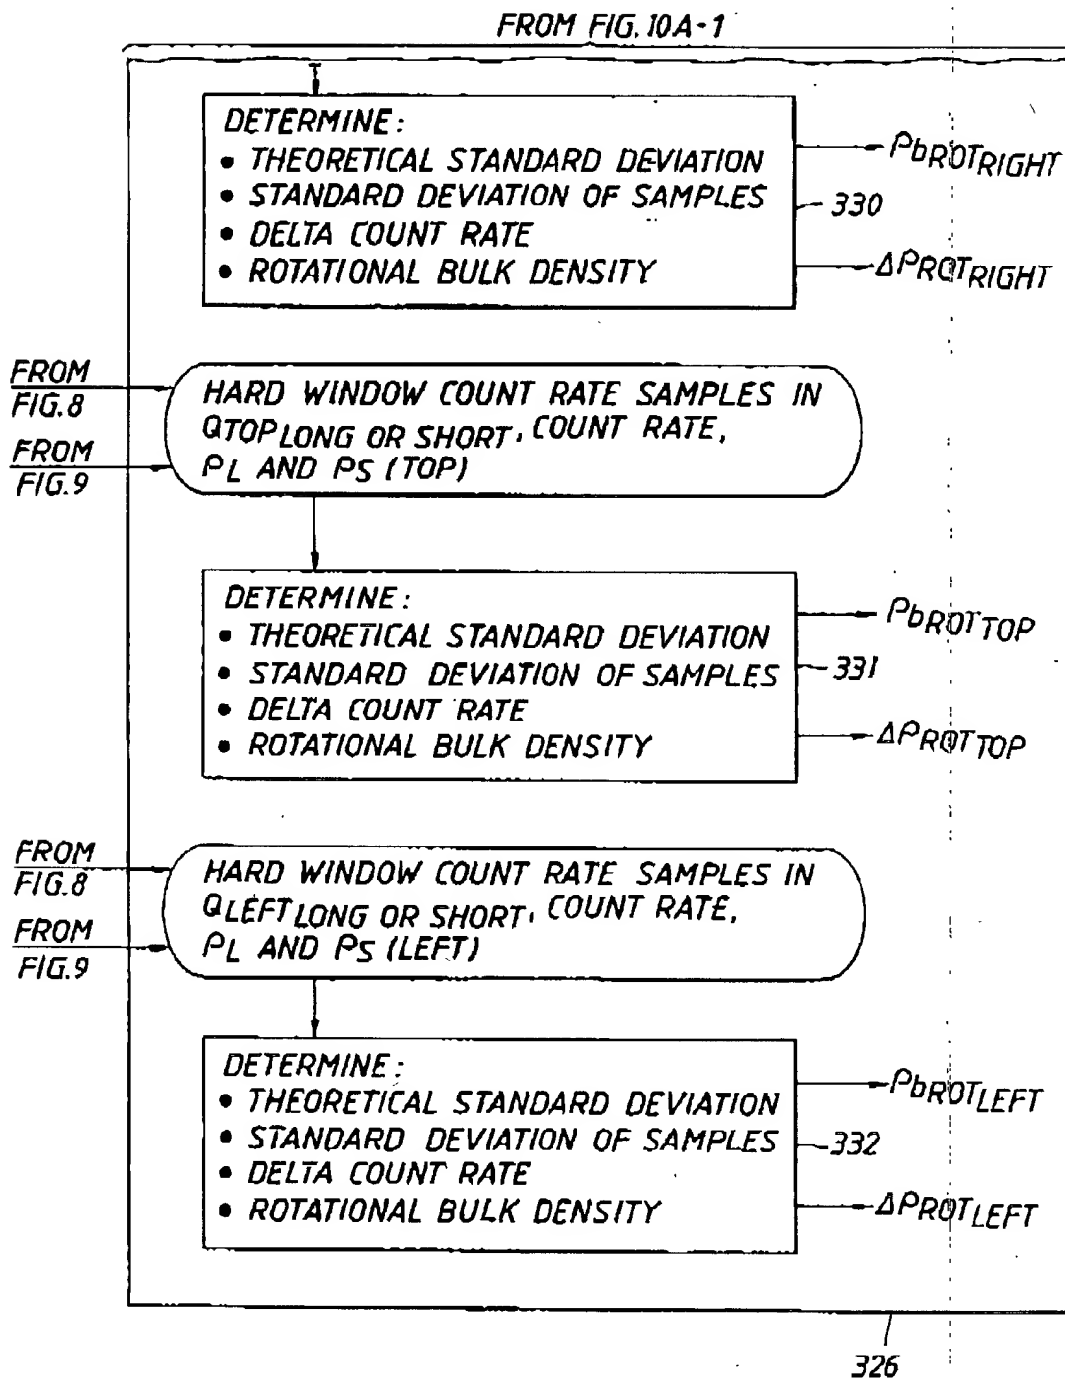 FROM FIG. 10A-1
DETERMINE:
• THEORETICAL STANDARD DEVIATION
• STANDARD DEVIATION OF SAMPLES
• DELTA COUNT RATE
• ROTATIONAL BULK DENSITY
ρbROTRIGHT
330
ΔρROTRIGHT
FROM
FIG.8
FROM
FIG.9
HARD WINDOW COUNT RATE SAMPLES IN
QTOP LONG OR SHORT, COUNT RATE,
ρL AND ρS (TOP)
DETERMINE:
• THEORETICAL STANDARD DEVIATION
• STANDARD DEVIATION OF SAMPLES
• DELTA COUNT RATE
• ROTATIONAL BULK DENSITY
ρbROTTOP
331
ΔρROTTOP
FROM
FIG.8
FROM
FIG.9
HARD WINDOW COUNT RATE SAMPLES IN
QLEFT LONG OR SHORT, COUNT RATE,
ρL AND ρS (LEFT)
DETERMINE:
• THEORETICAL STANDARD DEVIATION
• STANDARD DEVIATION OF SAMPLES
• DELTA COUNT RATE
• ROTATIONAL BULK DENSITY
ρbROTLEFT
332
ΔρROTLEFT
326